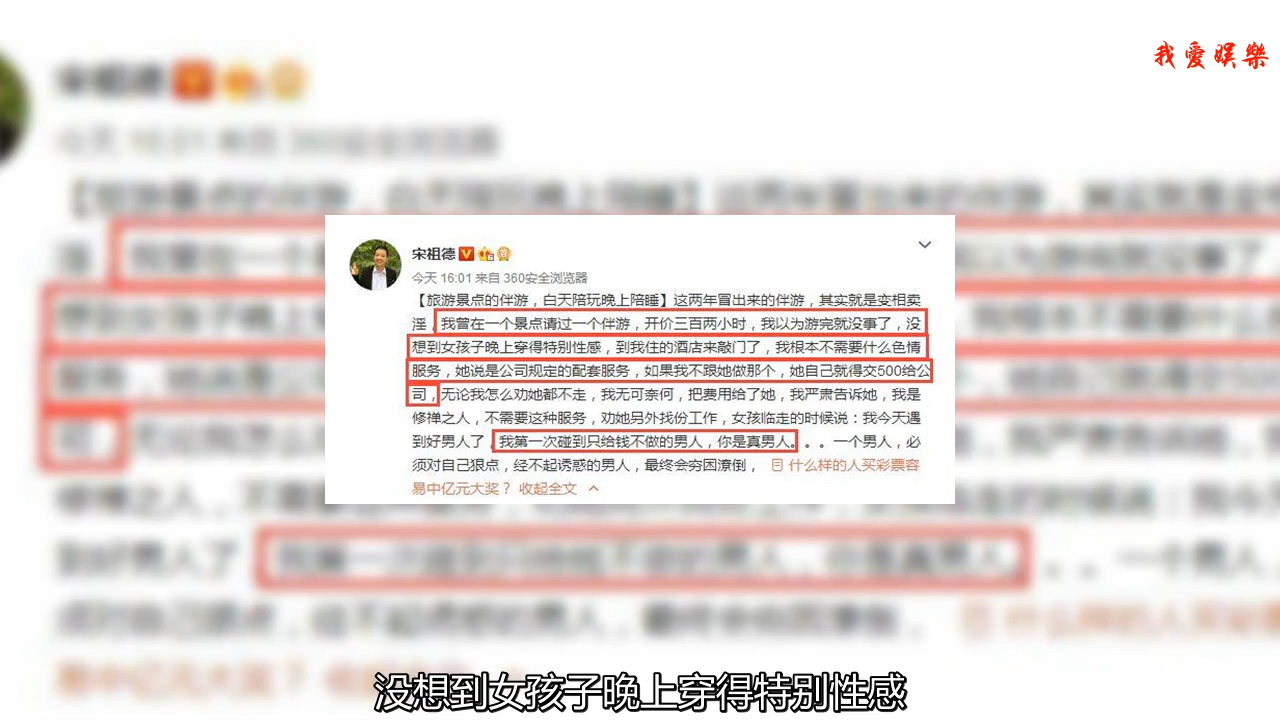 我爱娱樂
宋祖德
今天 16:01 来自 360安全浏览器
【旅游景点的伴游，白天陪玩晚上陪睡】这两年冒出来的伴游，其实就是变相卖
淫，我曾在一个景点请过一个伴游，开价三百两小时，我以为游完就没事了，没
想到女孩子晚上穿得特别性感，到我住的酒店来敲门了，我根本不需要什么色情
服务，她说是公司规定的配套服务，如果我不跟她做那个，她自己就得交500给公
司，无论我怎么劝她都不走，我无可奈何，把费用给了她，我严肃告诉她，我是
修禅之人，不需要这种服务，劝她另外找份工作，女孩临走的时候说：我今天遇
到好男人了，我第一次碰到只给钱不做的男人，你是真男人。。。一个男人，必
须对自己狠点，经不起诱惑的男人，最终会穷困潦倒， 什么样的人买彩票容
易中亿元大奖？ 收起全文
没想到女孩子晚上穿得特别性感